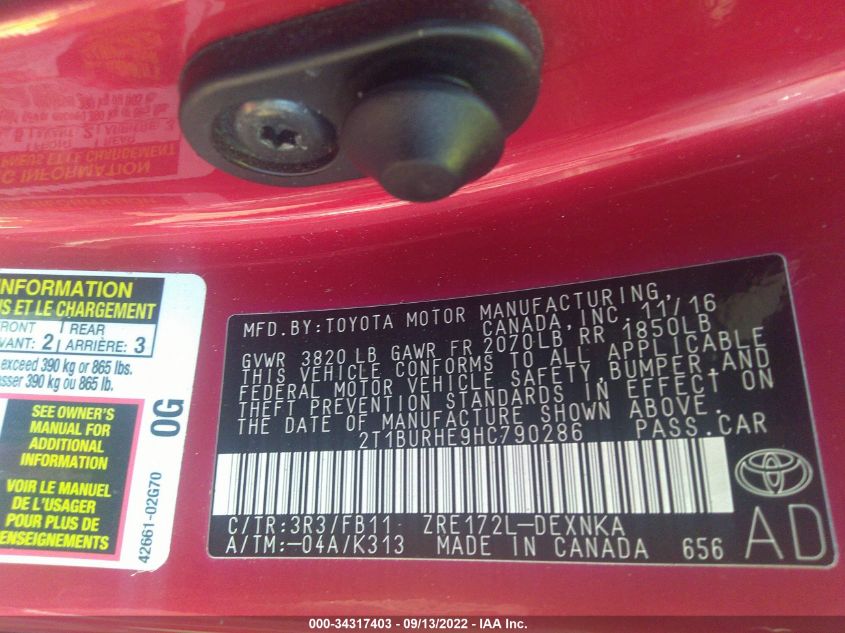 INFORMATION
US ET LE CHARGEMENT
FRONT 2 REAR 3
VANT: ARRIÈRE:
exceed 390 kg or 865 lbs.
asser 390 kg ou 865 lb.
SEE OWNER'S
MANUAL FOR
ADDITIONAL
INFORMATION
VOIR LE MANUEL
DE L'USAGER
POUR PLUS DE
RENSEIGNEMENTS
0G
42661-02G70
MFD. BY: TOYOTA MOTOR MANUFACTURING,
CANADA, INC. 11/16
GVWR 3820 LB GAWR FR 2070LB, RR 1850LB
THIS VEHICLE CONFORMS TO ALL APPLICABLE
FEDERAL MOTOR VEHICLE SAFETY, BUMPER, AND
THEFT PREVENTION STANDARDS IN EFFECT ON
THE DATE OF MANUFACTURE SHOWN ABOVE.
2T1BURHE9HC790286 PASS. CAR
C/TR:3R3/FB11 ZRE172L-DEXNKA
A/TM:-04A/K313 MADE IN CANADA 656
AD
000-34317403 - 09/13/2022 - IAA Inc.